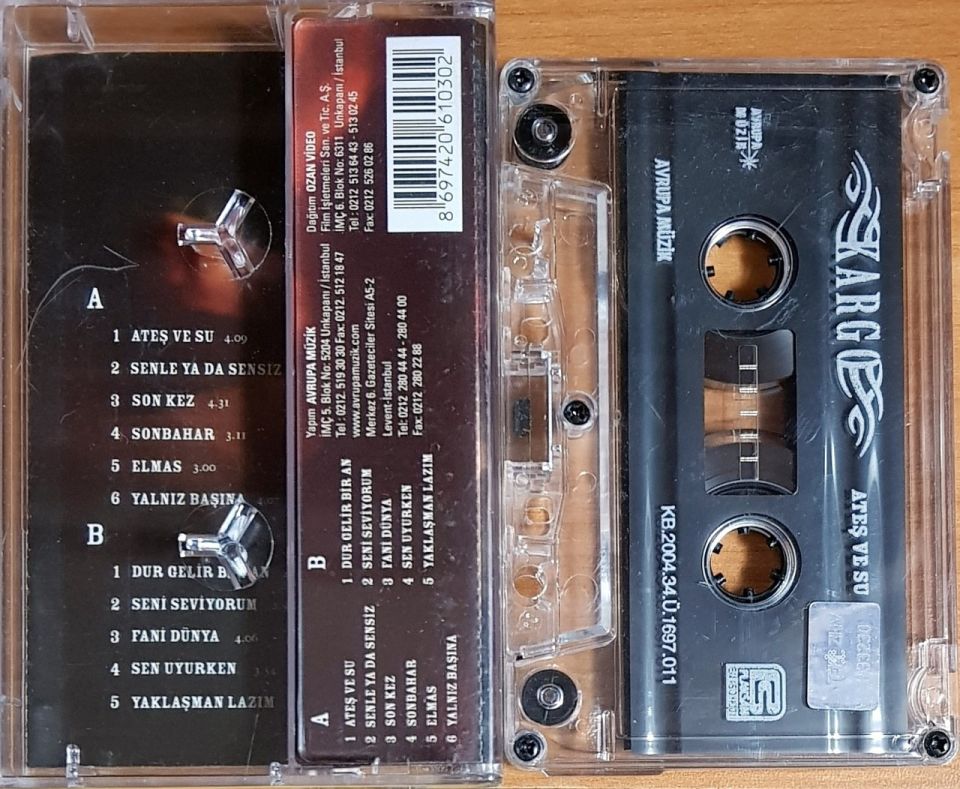 A
1 ATEŞ VE SU 4.09
2 SENLE YA DA SENSİZ
3 SON KEZ 4.31
4 SONBAHAR 3.11
5 ELMAS 3.00
6 YALNIZ BAŞINA
B
1 DUR GELİR BİR AN
2 SENİ SEVİYORUM
3 FANİ DÜNYA 4.06
4 SEN UYURKEN
5 YAKLAŞMAN LAZIM
A
1 ATEŞ VE SU
2 SENLE YA DA SENSİZ
3 SON KEZ
4 SONBAHAR
5 ELMAS
6 YALNIZ BAŞINA
B
1. DUR GELİR BİR AN
2 SENİ SEVİYORUM
3 FANİ DÜNYA
4 SEN UYURKEN
5 YAKLAŞMAN LAZIM
Yapım AVRUPA MÜZİK
İMÇ 5. Blok No: 5204 Unkapanı / İstanbul
Tel : 0212. 519 30 30 Fax: 0212. 512 18 47
www.avrupamuzik.com
Merkez 6. Gazeteciler Sitesi A5-2
Levent-İstanbul
Tel: 0212 280 44 44 - 280 44 00
Fax: 0212 280 22 88
Dağıtım OZAN VİDEO
Film İşletmeleri San. ve Tic. A.Ş.
İMÇ 6. Blok No: 6311 Unkapanı / İstanbul
Tel : 0212 513 64 43 - 513 02 45
Fax: 0212 526 02 86
8 697420 610302
KARGO
ATEŞ VE SU
AVRUPA
MÜZİK
AVRUPA MÜZİK
KB.2004.34.Ü.1697.011